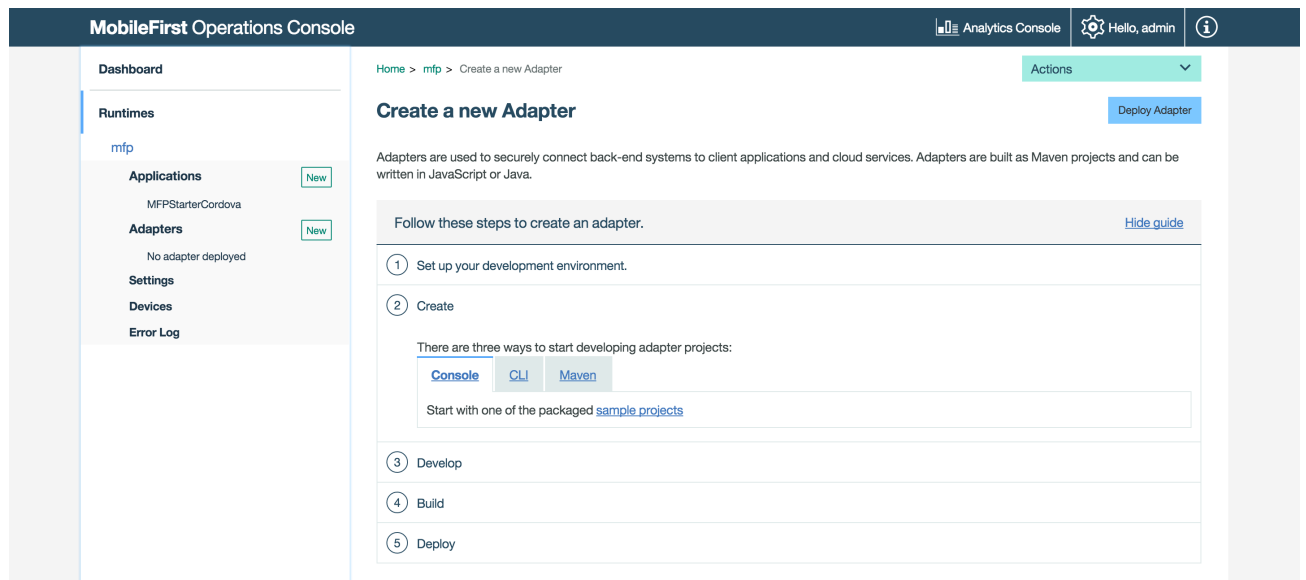 MobileFirst Operations Console
Analytics Console
Hello, admin
Dashboard
Runtimes
mfp
Applications
New
MFPStarterCordova
Adapters
New
No adapter deployed
Settings
Devices
Error Log
Home > mfp > Create a new Adapter
Actions
Create a new Adapter
Deploy Adapter
Adapters are used to securely connect back-end systems to client applications and cloud services. Adapters are built as Maven projects and can be
written in JavaScript or Java.
Follow these steps to create an adapter.
Hide guide
1 Set up your development environment.
2 Create
There are three ways to start developing adapter projects:
Console CLI Maven
Start with one of the packaged sample projects
3 Develop
4 Build
5 Deploy